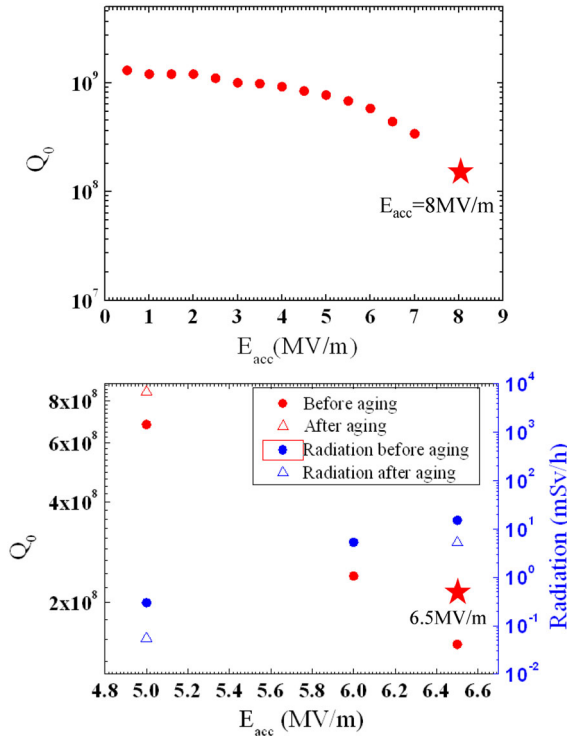 10⁹
10⁸
10⁷
Q₀
E_acc=8MV/m
0 1 2 3 4 5 6 7 8 9
E_acc(MV/m)
8x10⁸
6x10⁸
4x10⁸
2x10⁸
Q₀
Before aging
After aging
Radiation before aging
Radiation after aging
6.5MV/m
10⁴
10³
10²
10¹
10⁰
10⁻¹
10⁻²
Radiation (mSv/h)
4.8 5.0 5.2 5.4 5.6 5.8 6.0 6.2 6.4 6.6
E_acc (MV/m)